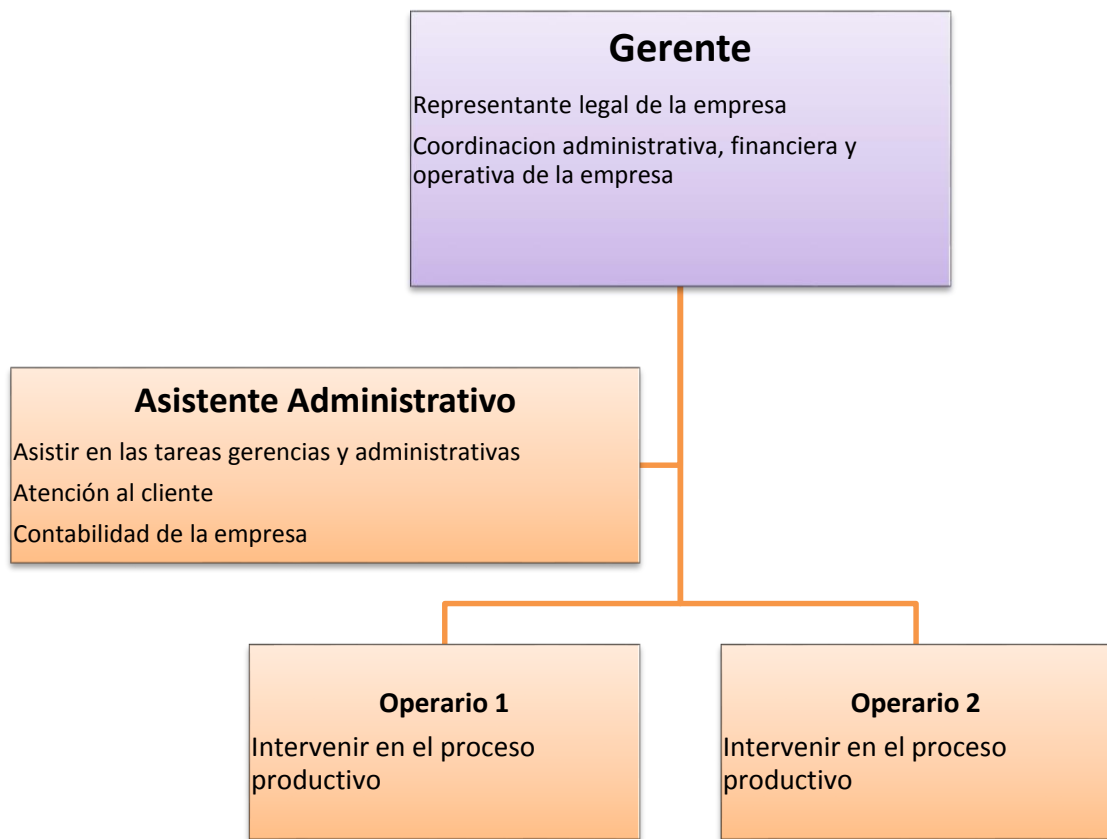 Gerente
Representante legal de la empresa
Coordinacion administrativa, financiera y
operativa de la empresa
Asistente Administrativo
Asistir en las tareas gerencias y administrativas
Atención al cliente
Contabilidad de la empresa
Operario 1
Intervenir en el proceso
productivo
Operario 2
Intervenir en el proceso
productivo